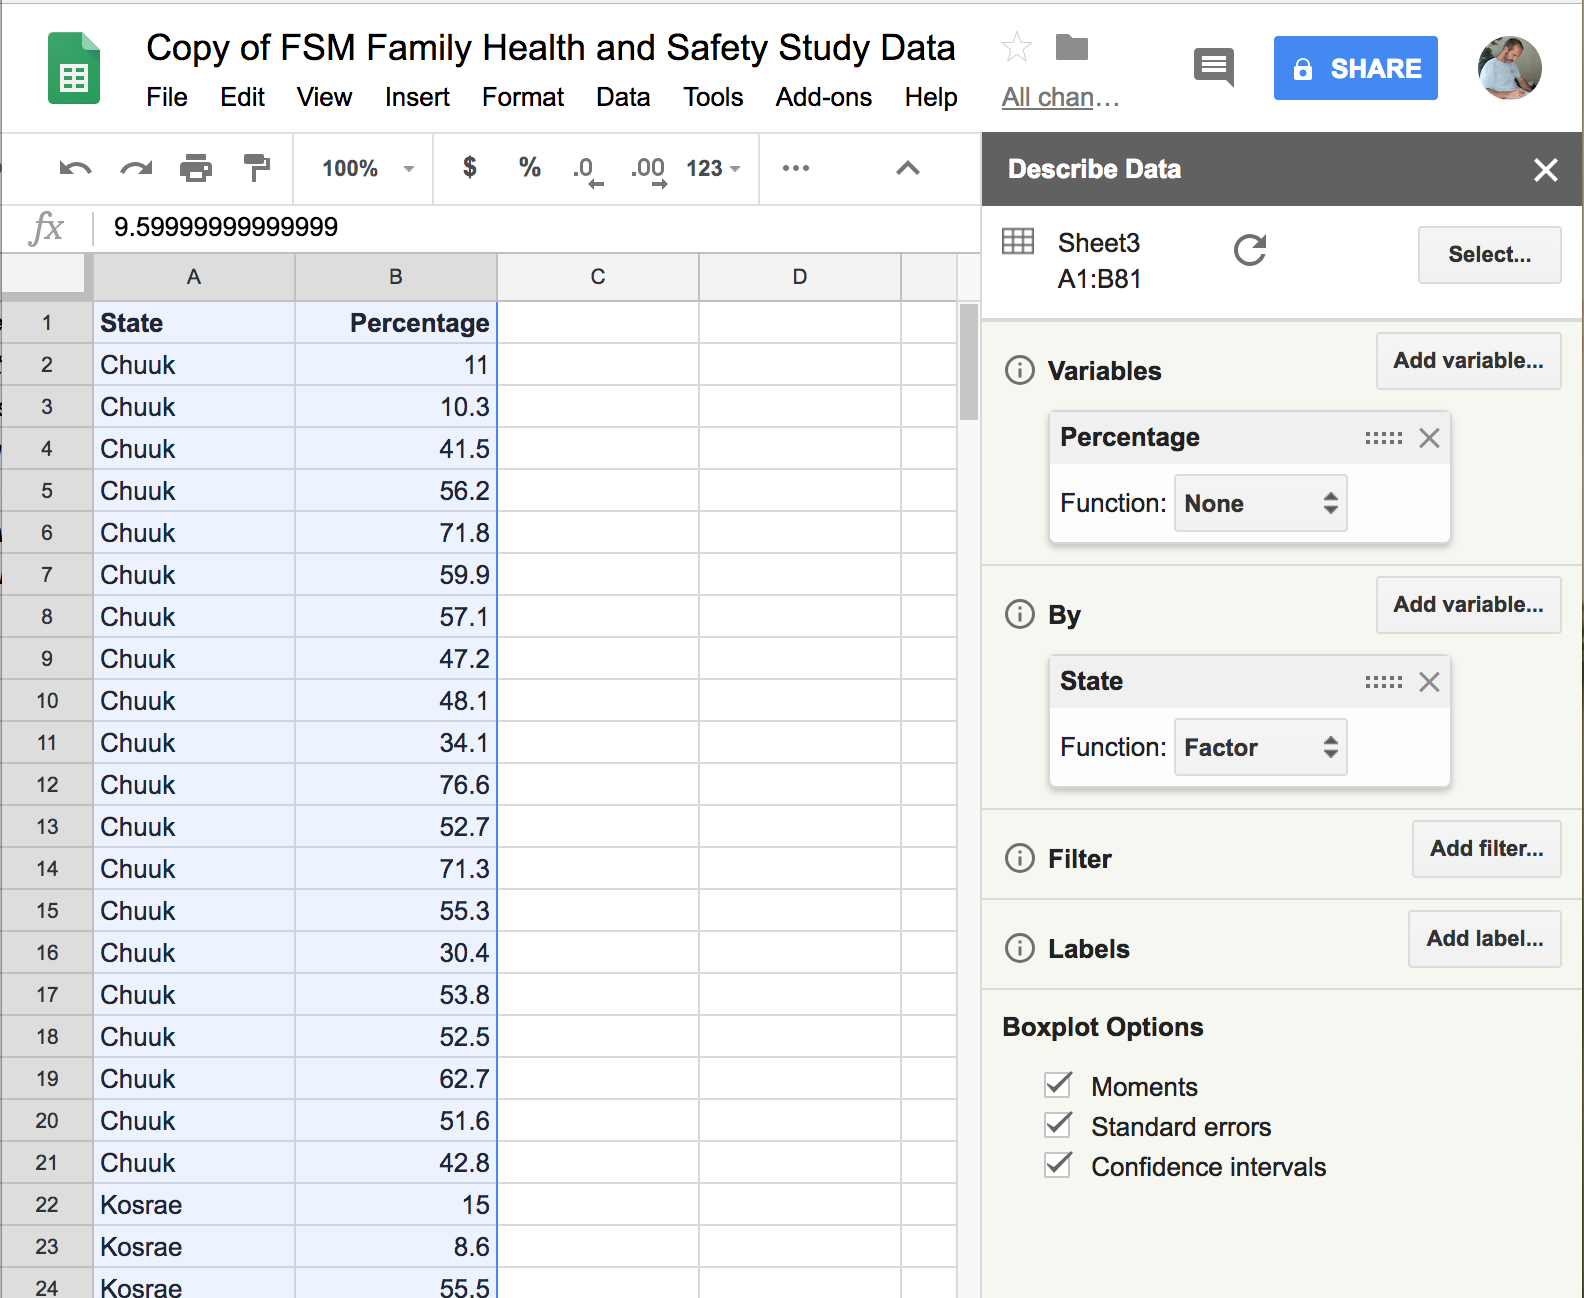 Copy of FSM Family Health and Safety Study Data
File Edit View Insert Format Data Tools Add-ons Help All chan…
SHARE
100% $ % .0 .00 123
fx 9.59999999999999
A B C D
1 State Percentage
2 Chuuk 11
3 Chuuk 10.3
4 Chuuk 41.5
5 Chuuk 56.2
6 Chuuk 71.8
7 Chuuk 59.9
8 Chuuk 57.1
9 Chuuk 47.2
10 Chuuk 48.1
11 Chuuk 34.1
12 Chuuk 76.6
13 Chuuk 52.7
14 Chuuk 71.3
15 Chuuk 55.3
16 Chuuk 30.4
17 Chuuk 53.8
18 Chuuk 52.5
19 Chuuk 62.7
20 Chuuk 51.6
21 Chuuk 42.8
22 Kosrae 15
23 Kosrae 8.6
24 Kosrae 55.5
Describe Data
Sheet3
A1:B81
Select...
Variables Add variable...
Percentage
Function: None
By Add variable...
State
Function: Factor
Filter Add filter...
Labels Add label...
Boxplot Options
Moments
Standard errors
Confidence intervals